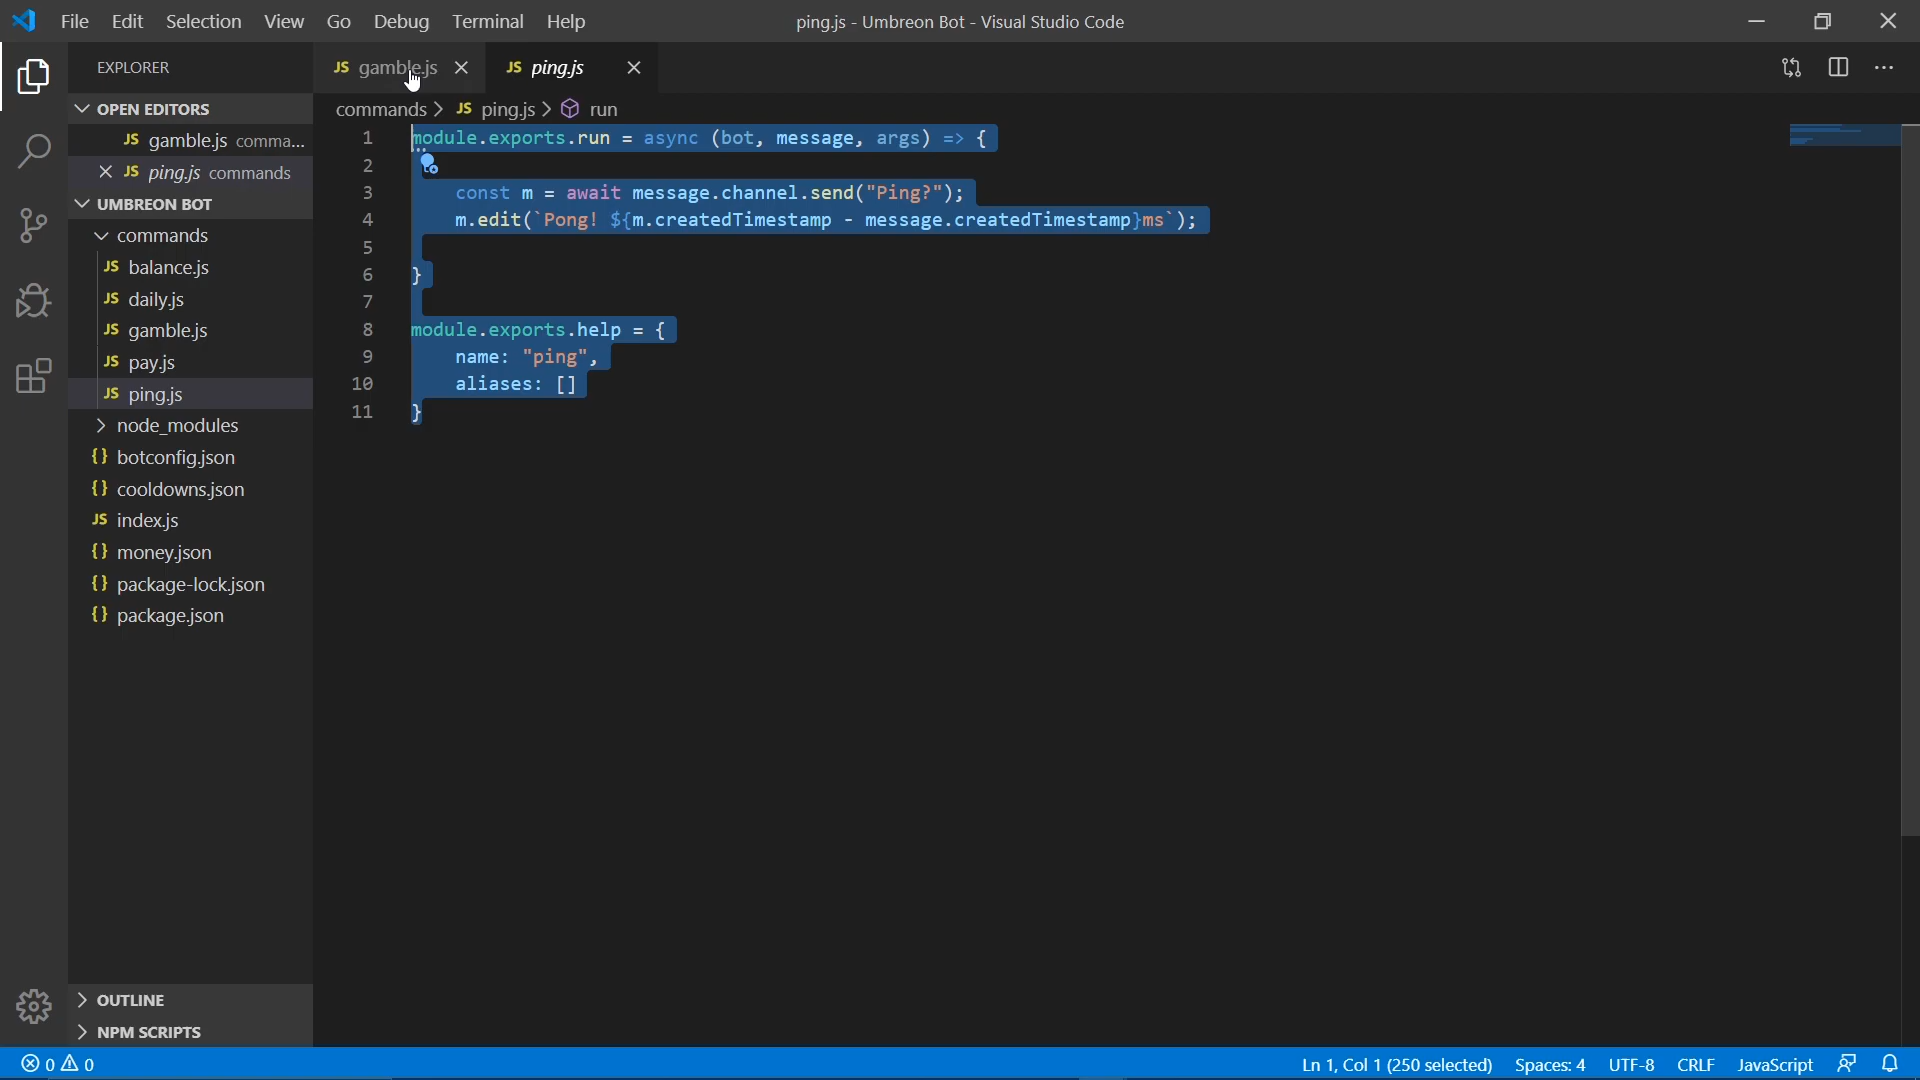 File Edit Selection View Go Debug Terminal Help
ping.js - Umbreon Bot - Visual Studio Code
EXPLORER
JS gamble.js
JS ping.js
OPEN EDITORS
JS gamble.js comma...
JS ping.js commands
UMBREON BOT
commands
JS balance.js
JS daily.js
JS gamble.js
JS pay.js
JS ping.js
node_modules
{} botconfig.json
{} cooldowns.json
JS index.js
{} money.json
{} package-lock.json
{} package.json
OUTLINE
NPM SCRIPTS
commands > JS ping.js > run
1 module.exports.run = async (bot, message, args) => {
2
3 const m = await message.channel.send("Ping?");
4 m.edit(`Pong! ${m.createdTimestamp - message.createdTimestamp}ms`);
5
6 }
7
8 module.exports.help = {
9 name: "ping",
10 aliases: []
11 }
0 0
Ln 1, Col 1 (250 selected) Spaces: 4 UTF-8 CRLF JavaScript